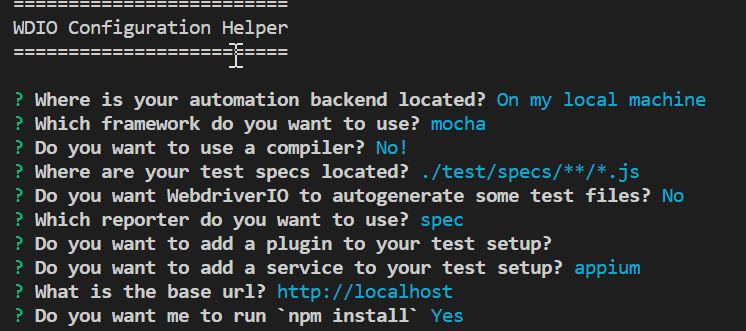 =========================
WDIO Configuration Helper
=========================
? Where is your automation backend located? On my local machine
? Which framework do you want to use? mocha
? Do you want to use a compiler? No!
? Where are your test specs located? ./test/specs/**/*.js
? Do you want WebdriverIO to autogenerate some test files? No
? Which reporter do you want to use? spec
? Do you want to add a plugin to your test setup?
? Do you want to add a service to your test setup? appium
? What is the base url? http://localhost
? Do you want me to run `npm install` Yes